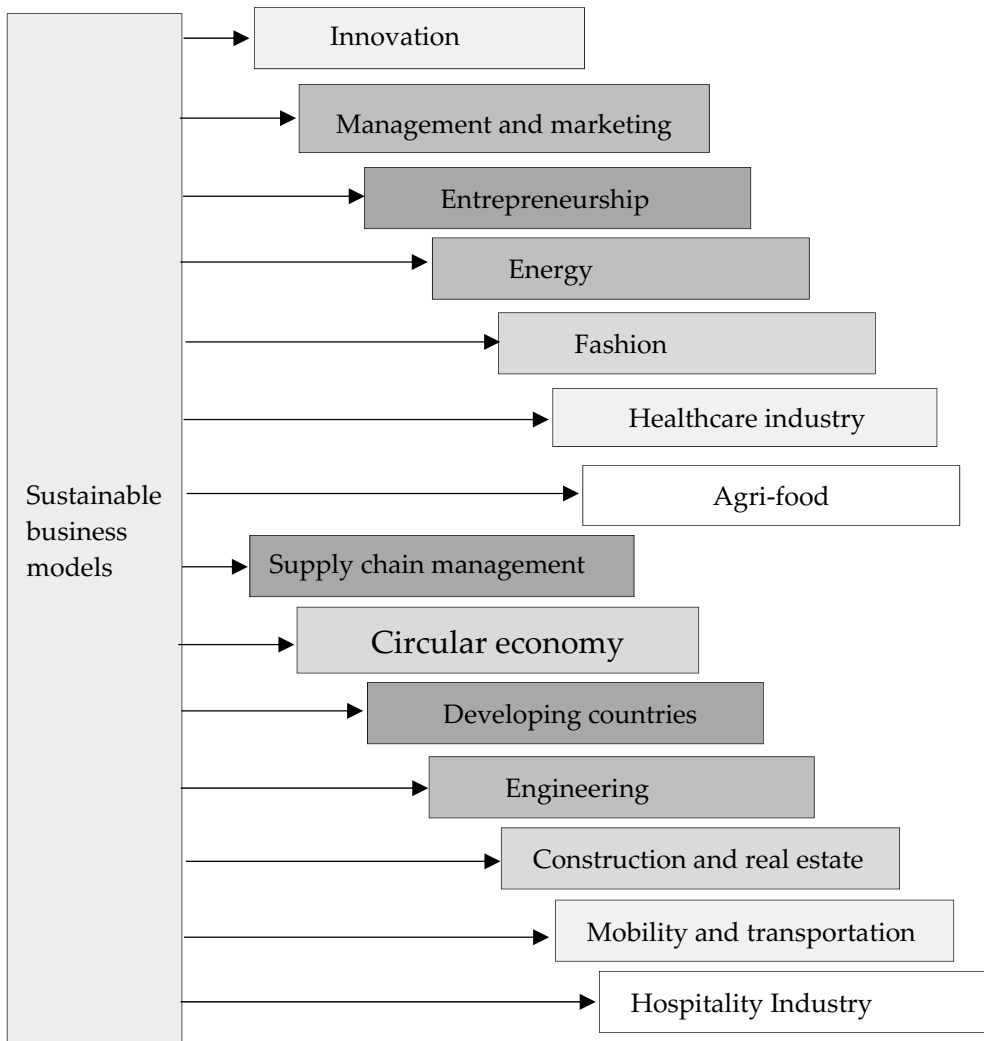 Innovation
Management and marketing
Entrepreneurship
Energy
Fashion
Healthcare industry
Agri-food
Sustainable
business
models
Supply chain management
Circular economy
Developing countries
Engineering
Construction and real estate
Mobility and transportation
Hospitality Industry